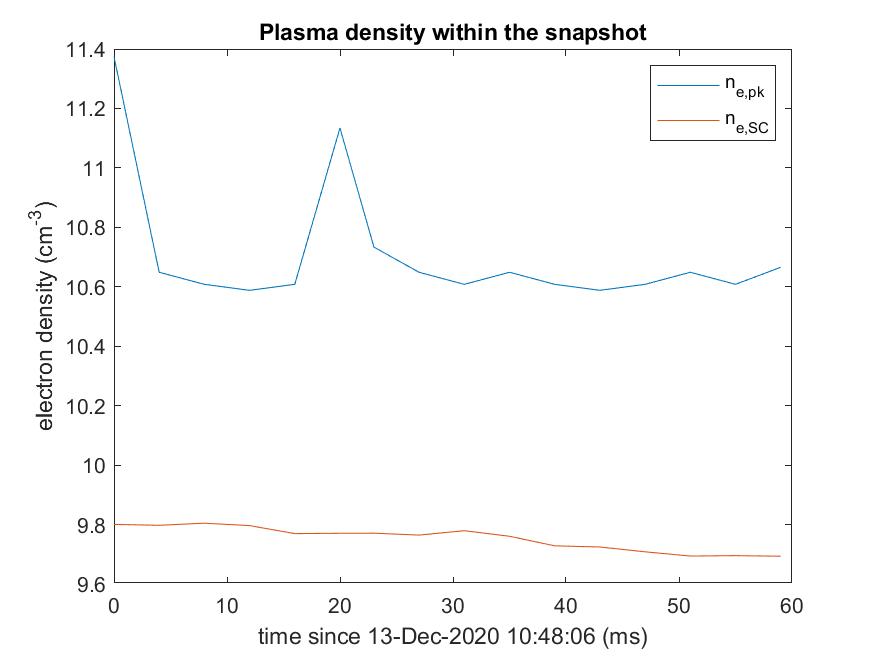 Plasma density within the snapshot
11.4
11.2
11
10.8
10.6
10.4
10.2
10
9.8
9.6
electron density (cm-3)
n e,pk
n e,SC
0 10 20 30 40 50 60
time since 13-Dec-2020 10:48:06 (ms)